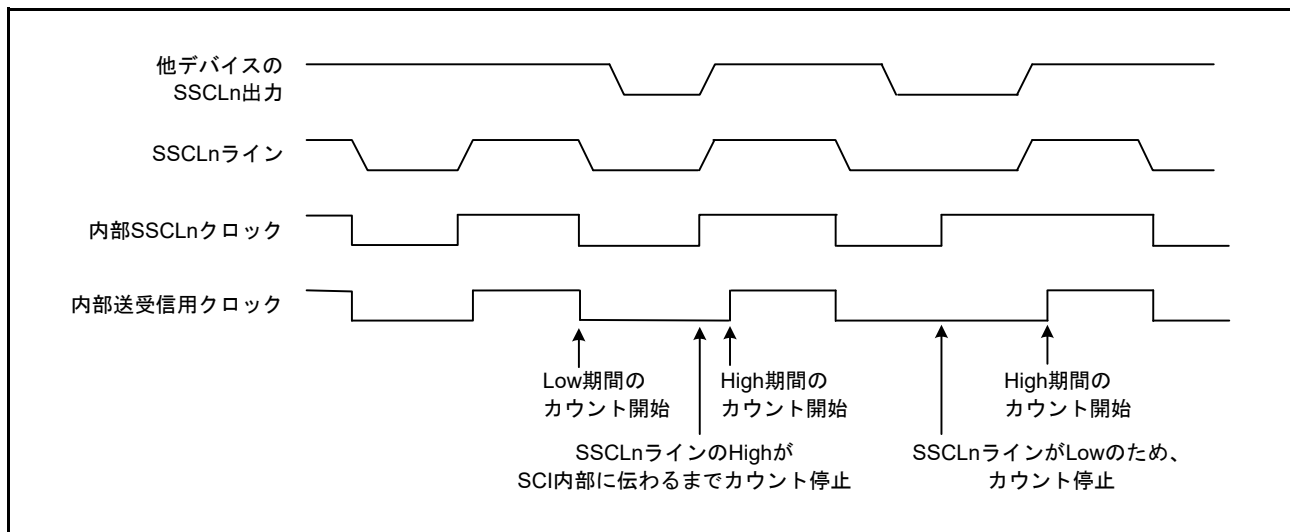 他デバイスの
SSCLn出力
SSCLnライン
内部SSCLnクロック
内部送受信用クロック
Low期間の
カウント開始
High期間の
カウント開始
High期間の
カウント開始
SSCLnラインのHighが
SCI内部に伝わるまでカウント停止
SSCLnラインがLowのため、
カウント停止